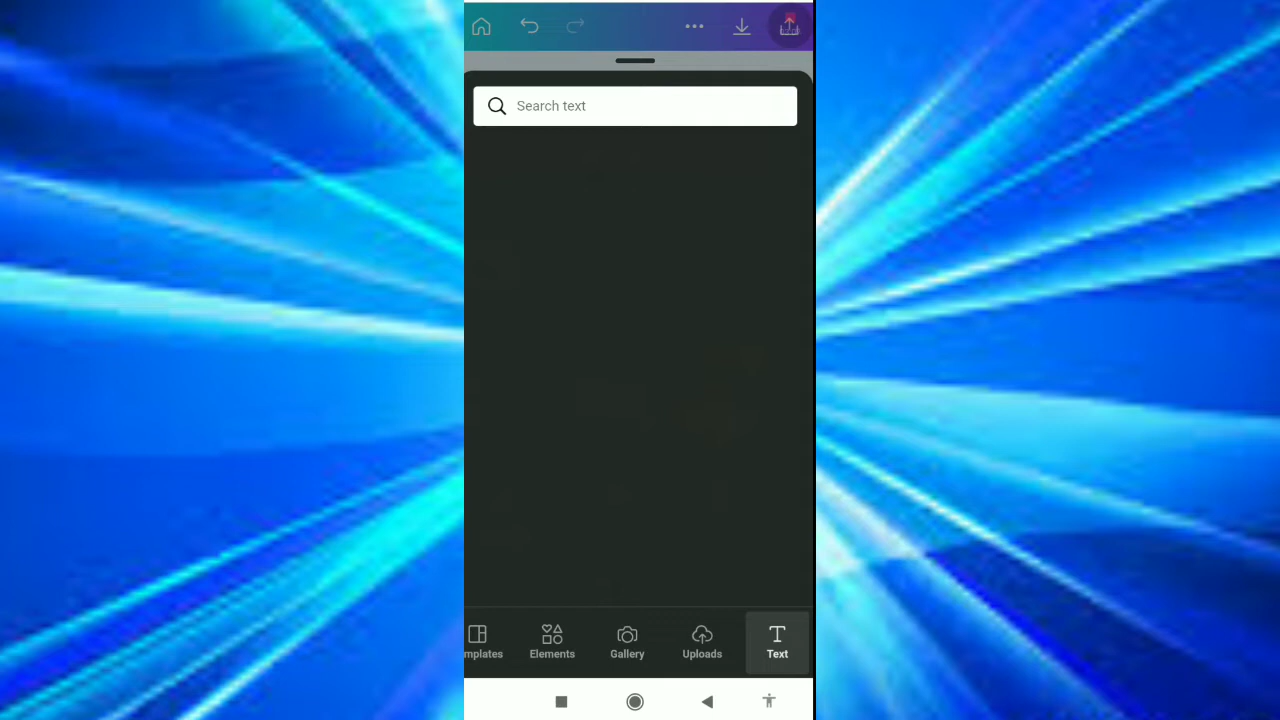 Search text
mplates
Elements
Gallery
Uploads
Text